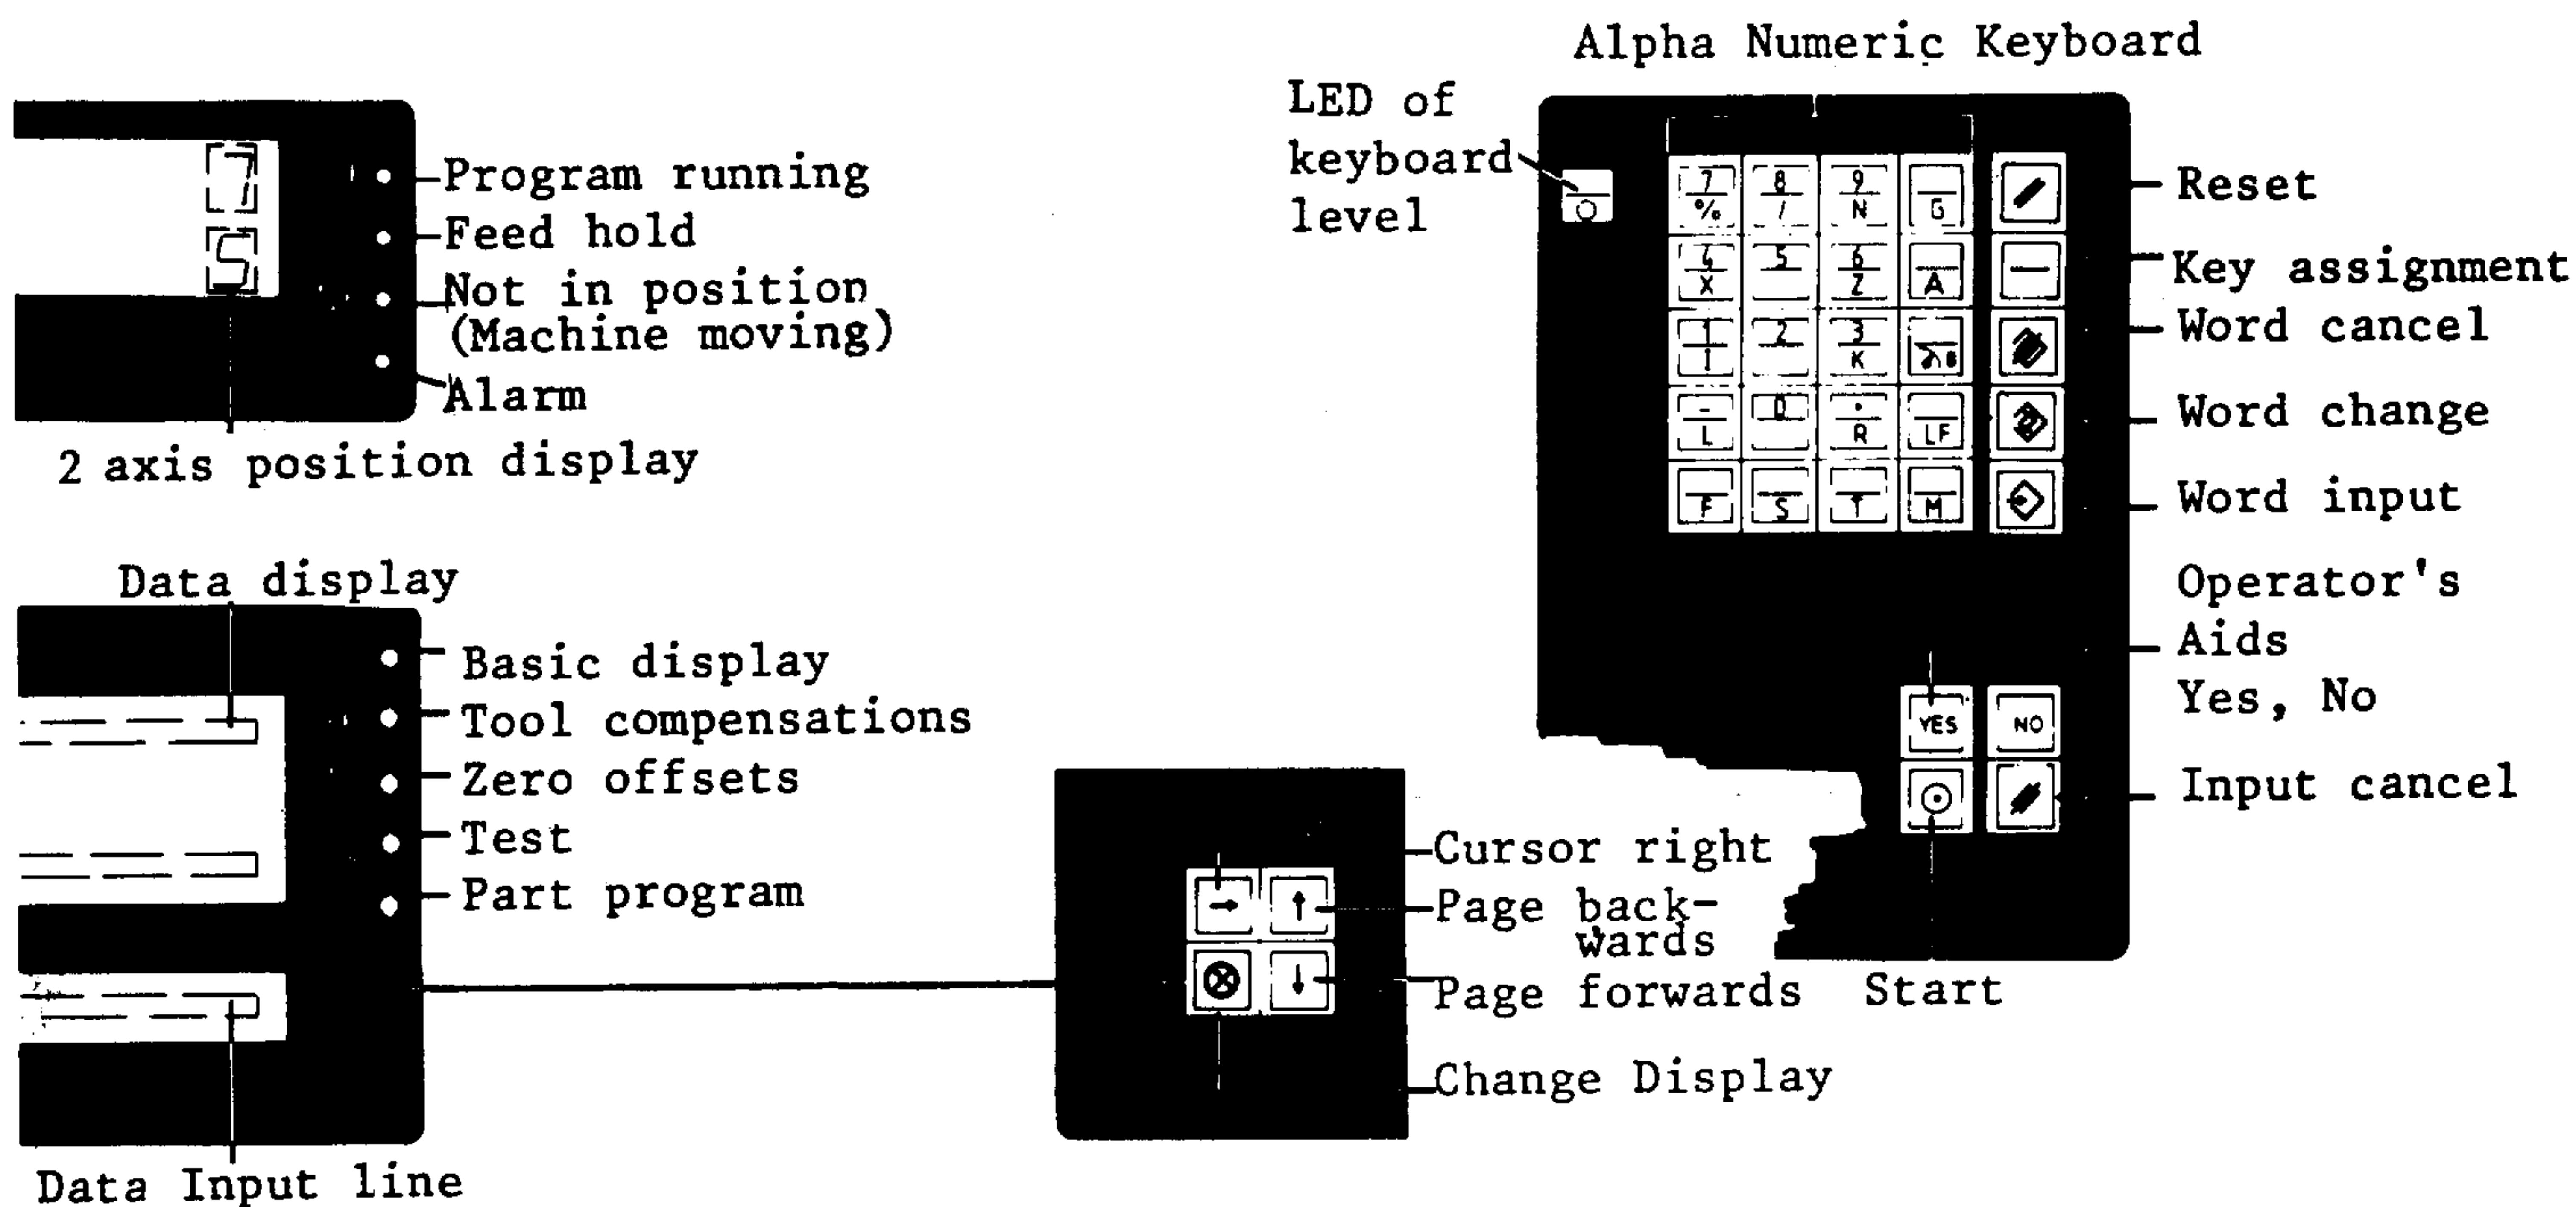 Alpha Numeric Keyboard
LED of
keyboard
level
Program running
Feed hold
Not in position
(Machine moving)
Alarm
2 axis position display
7 8 9
% / N G
Reset
4 5 6
X Z A
Key assignment
1 2 3
I K
Word cancel
- 0 .
L R LF
Word change
F S T M
Word input
Operator's
Aids
Yes, No
YES NO
Input cancel
Start
Data display
Basic display
Tool compensations
Zero offsets
Test
Part program
Data Input line
Cursor right
Page back-
wards
Page forwards
Change Display